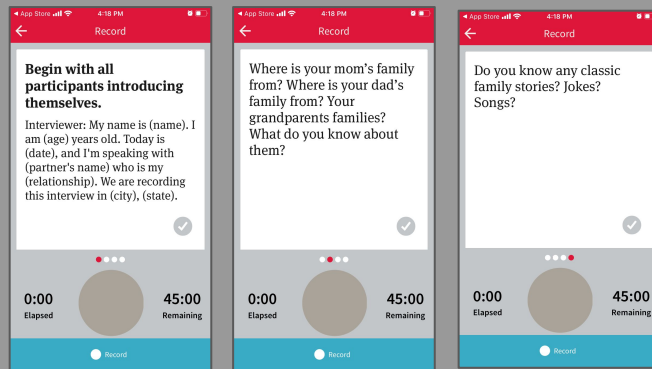 App Store 4:18 PM
Record
Begin with all
participants introducing
themselves.
Interviewer: My name is (name). I
am (age) years old. Today is
(date), and I'm speaking with
(partner's name) who is my
(relationship). We are recording
this interview in (city), (state).
0:00 45:00
Elapsed Remaining
Record
App Store 4:18 PM
Record
Where is your mom's family
from? Where is your dad's
family from? Your
grandparents families?
What do you know about
them?
0:00 45:00
Elapsed Remaining
Record
App Store 4:18 PM
Record
Do you know any classic
family stories? Jokes?
Songs?
0:00 45:00
Elapsed Remaining
Record